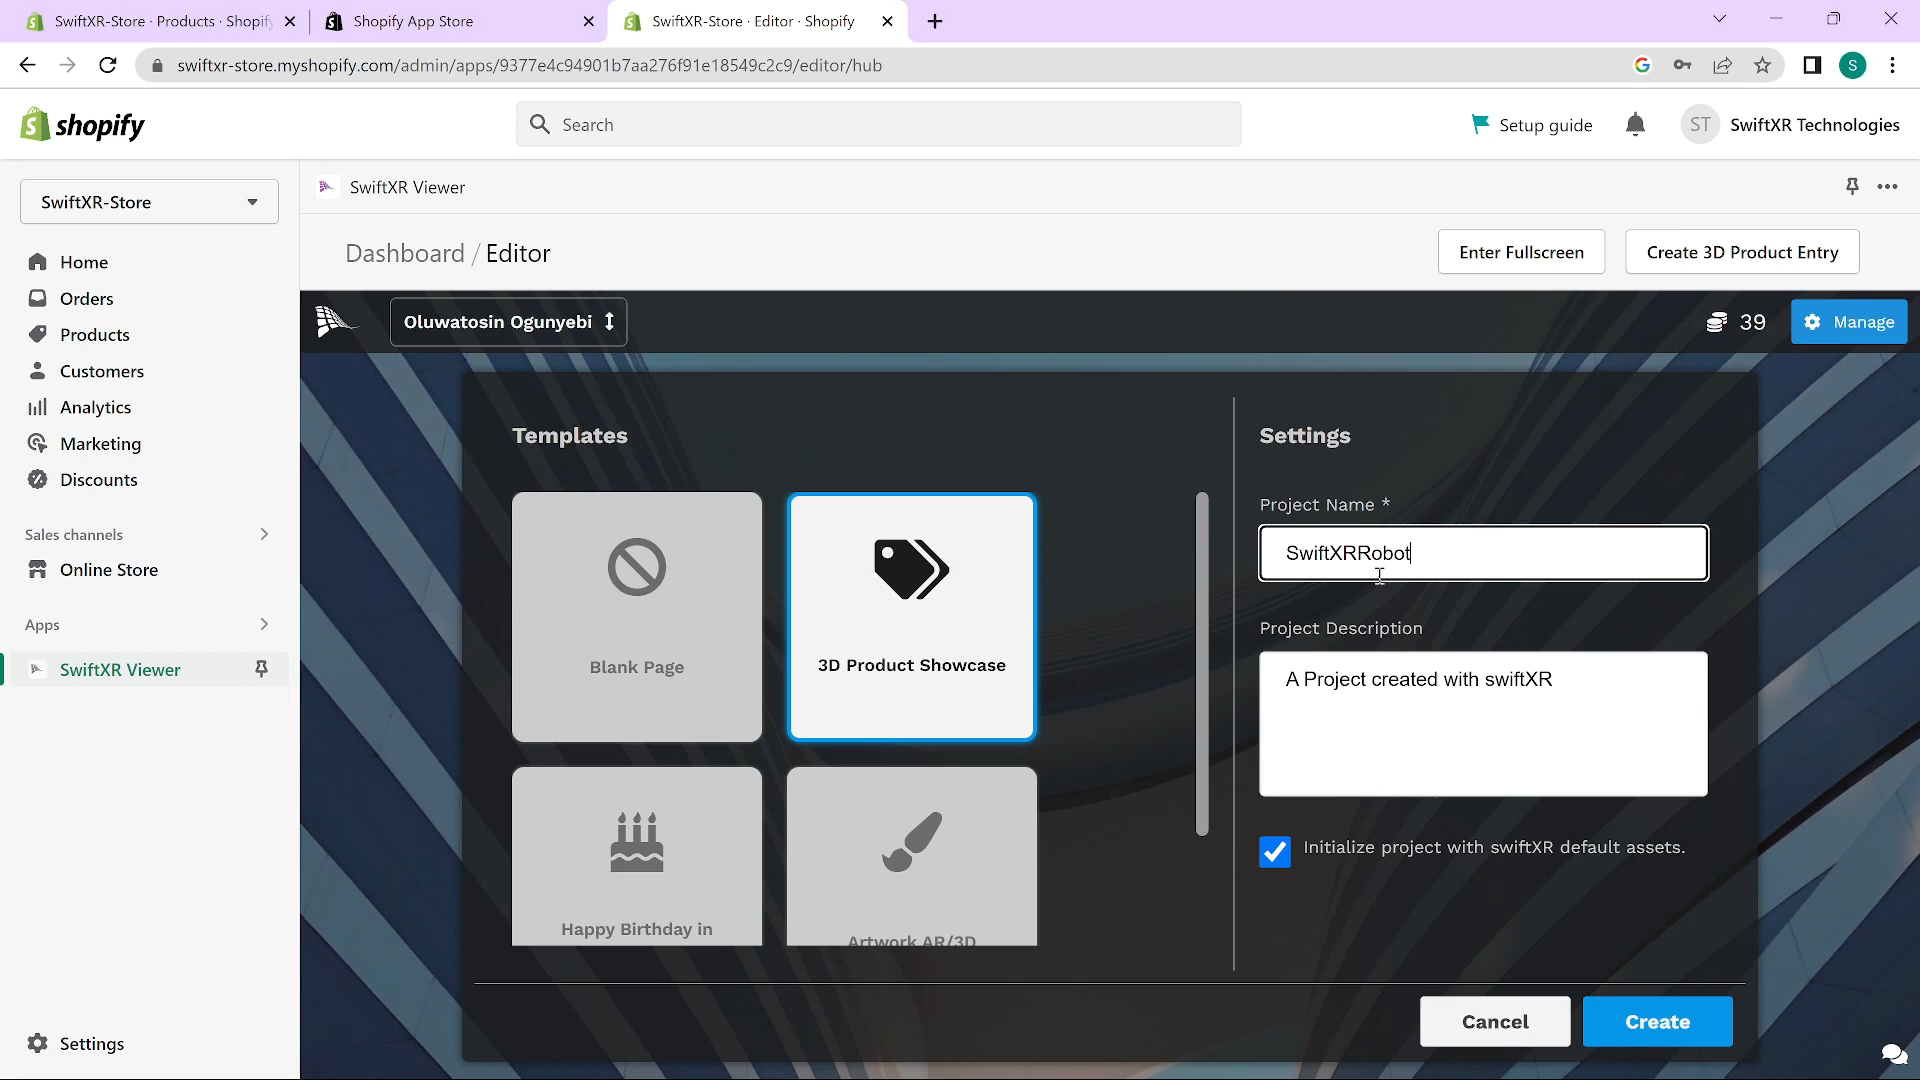 SwiftXR-Store · Products · Shopify
Shopify App Store
SwiftXR-Store · Editor · Shopify
swiftxr-store.myshopify.com/admin/apps/9377e4c94901b7aa276f91e18549c2c9/editor/hub
S
shopify
Search
Setup guide
ST
SwiftXR Technologies
SwiftXR-Store
SwiftXR Viewer
Dashboard / Editor
Enter Fullscreen
Create 3D Product Entry
Home
Orders
Products
Customers
Analytics
Marketing
Discounts
Sales channels
Online Store
Apps
SwiftXR Viewer
Settings
Oluwatosin Ogunyebi
39
Manage
Templates
Blank Page
3D Product Showcase
Happy Birthday in
Artwork AR/3D
Settings
Project Name *
SwiftXRRobot
Project Description
A Project created with swiftXR
Initialize project with swiftXR default assets.
Cancel
Create